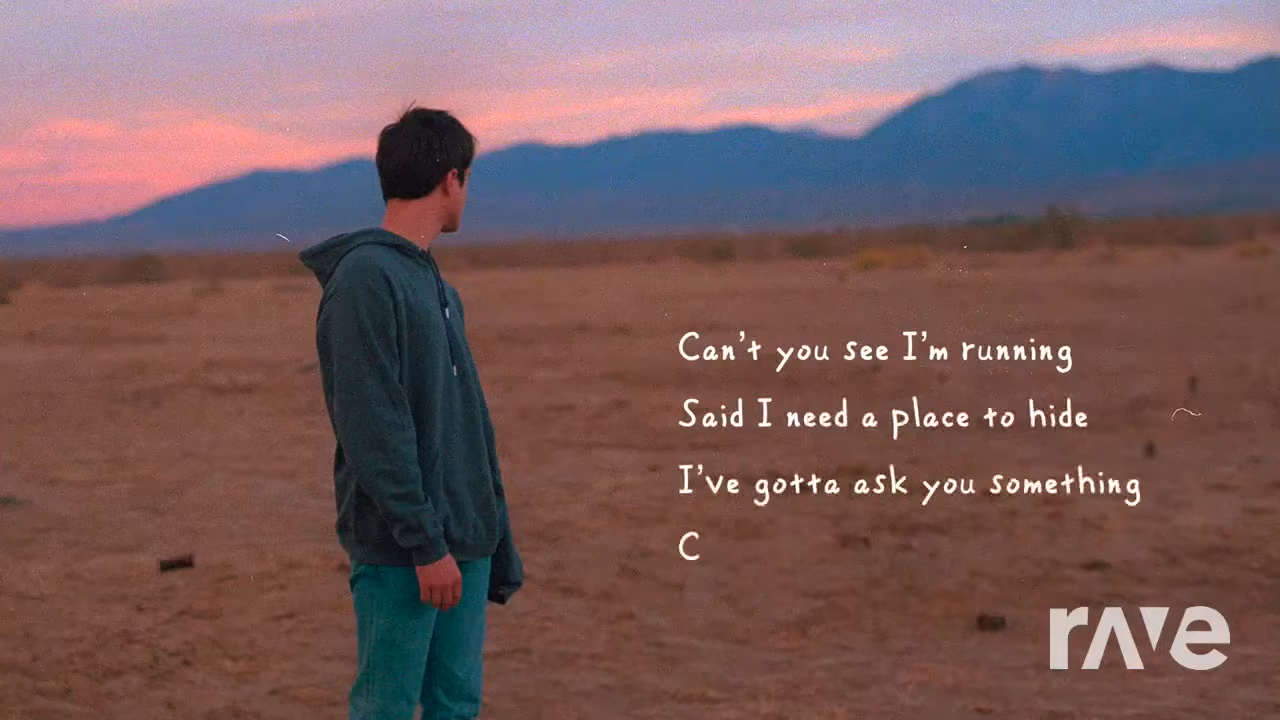 Can't you see I'm running
Said I need a place to hide
I've gotta ask you something
C
rave